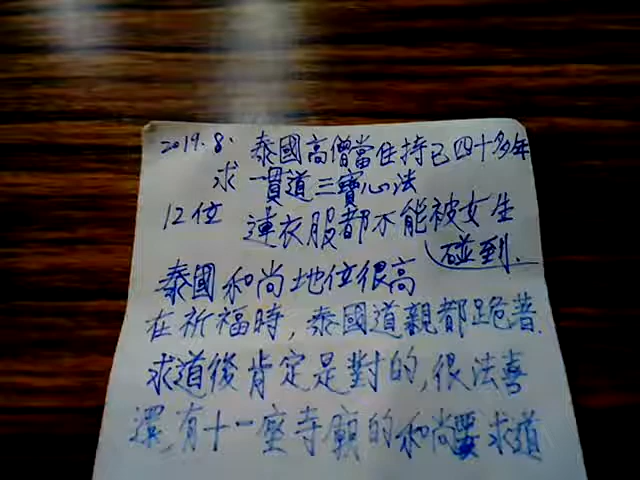 2019.8. 泰國高僧當住持已四十多年
求 一貫道三寶心法
12位 連衣服都不能被女生
碰到.
泰國和尚地位很高
在祈福時,泰國道親都跪著.
求道後肯定是對的,很法喜
還有十一座寺廟的和尚要求道